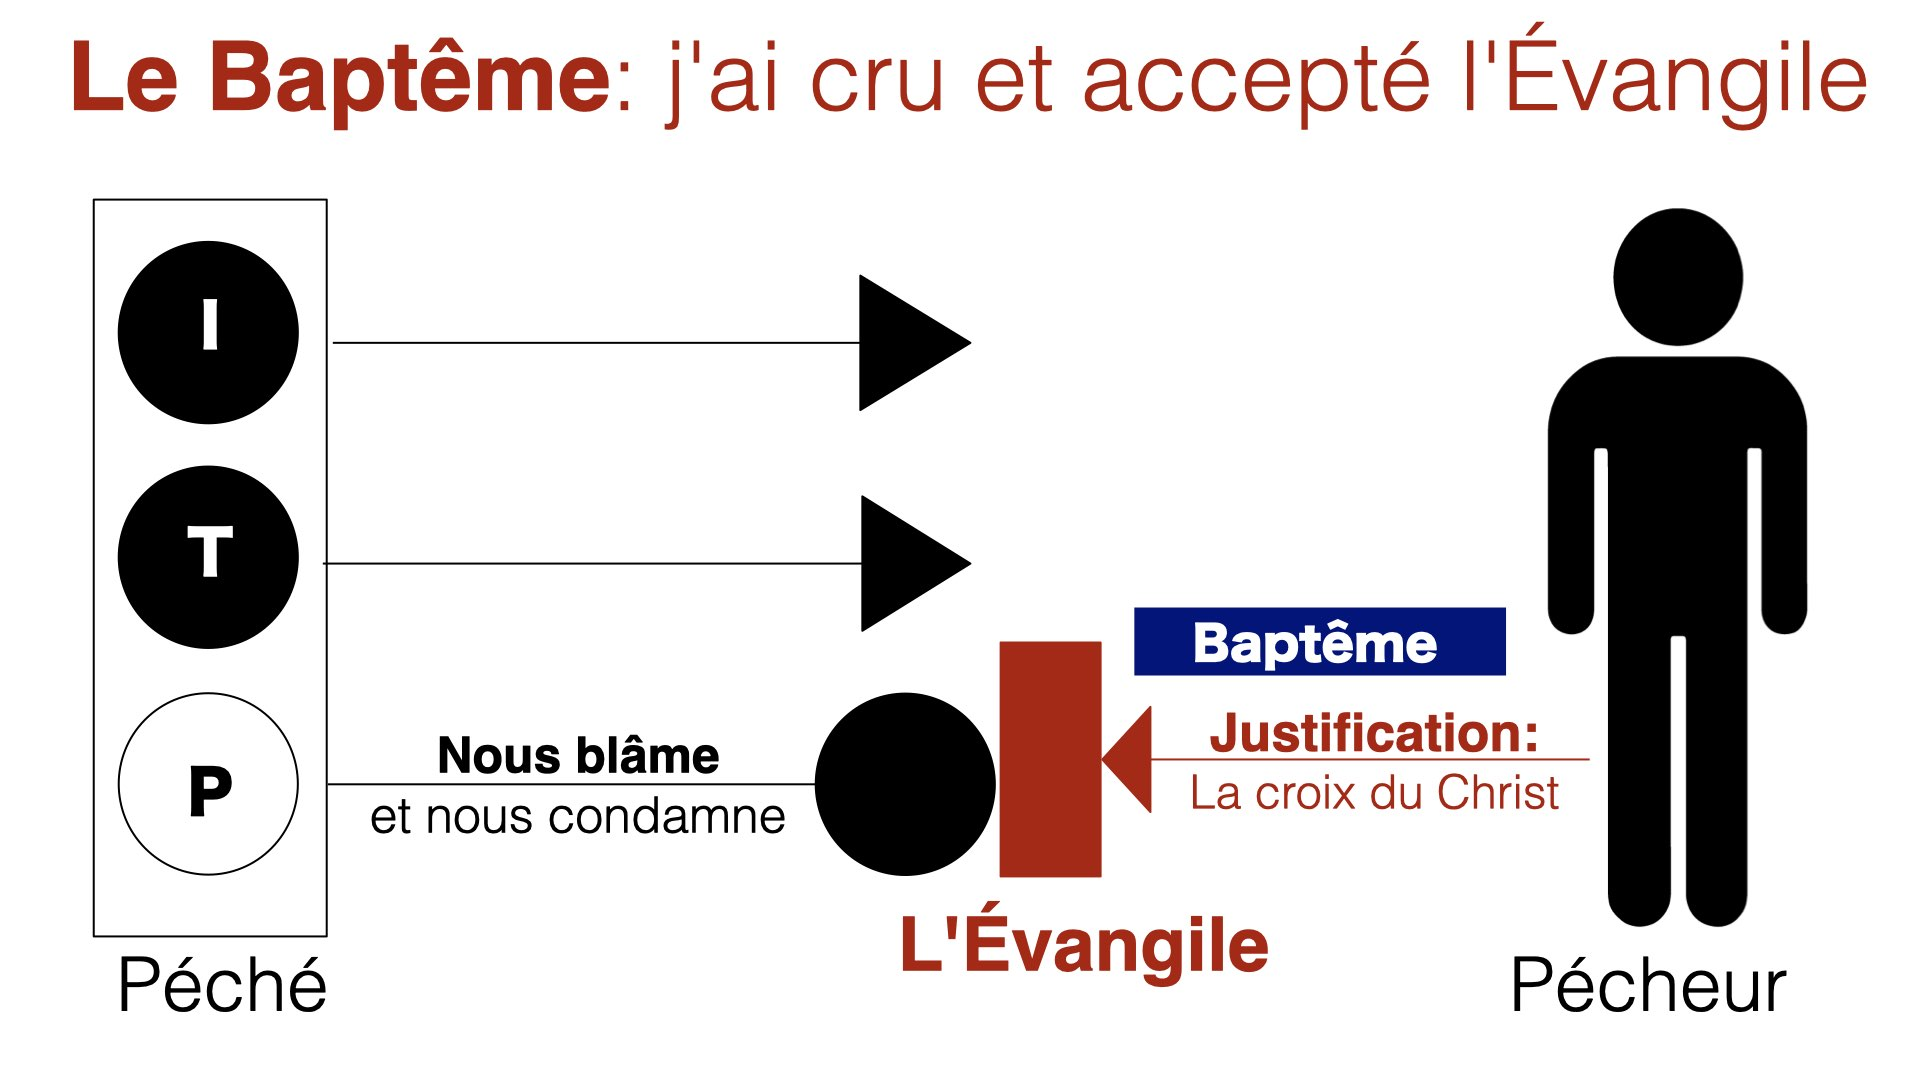 Le Baptême: j'ai cru et accepté l'Évangile
I
T
Baptême
P
Nous blâme
et nous condamne
Justification:
La croix du Christ
L'Évangile
Péché
Pécheur